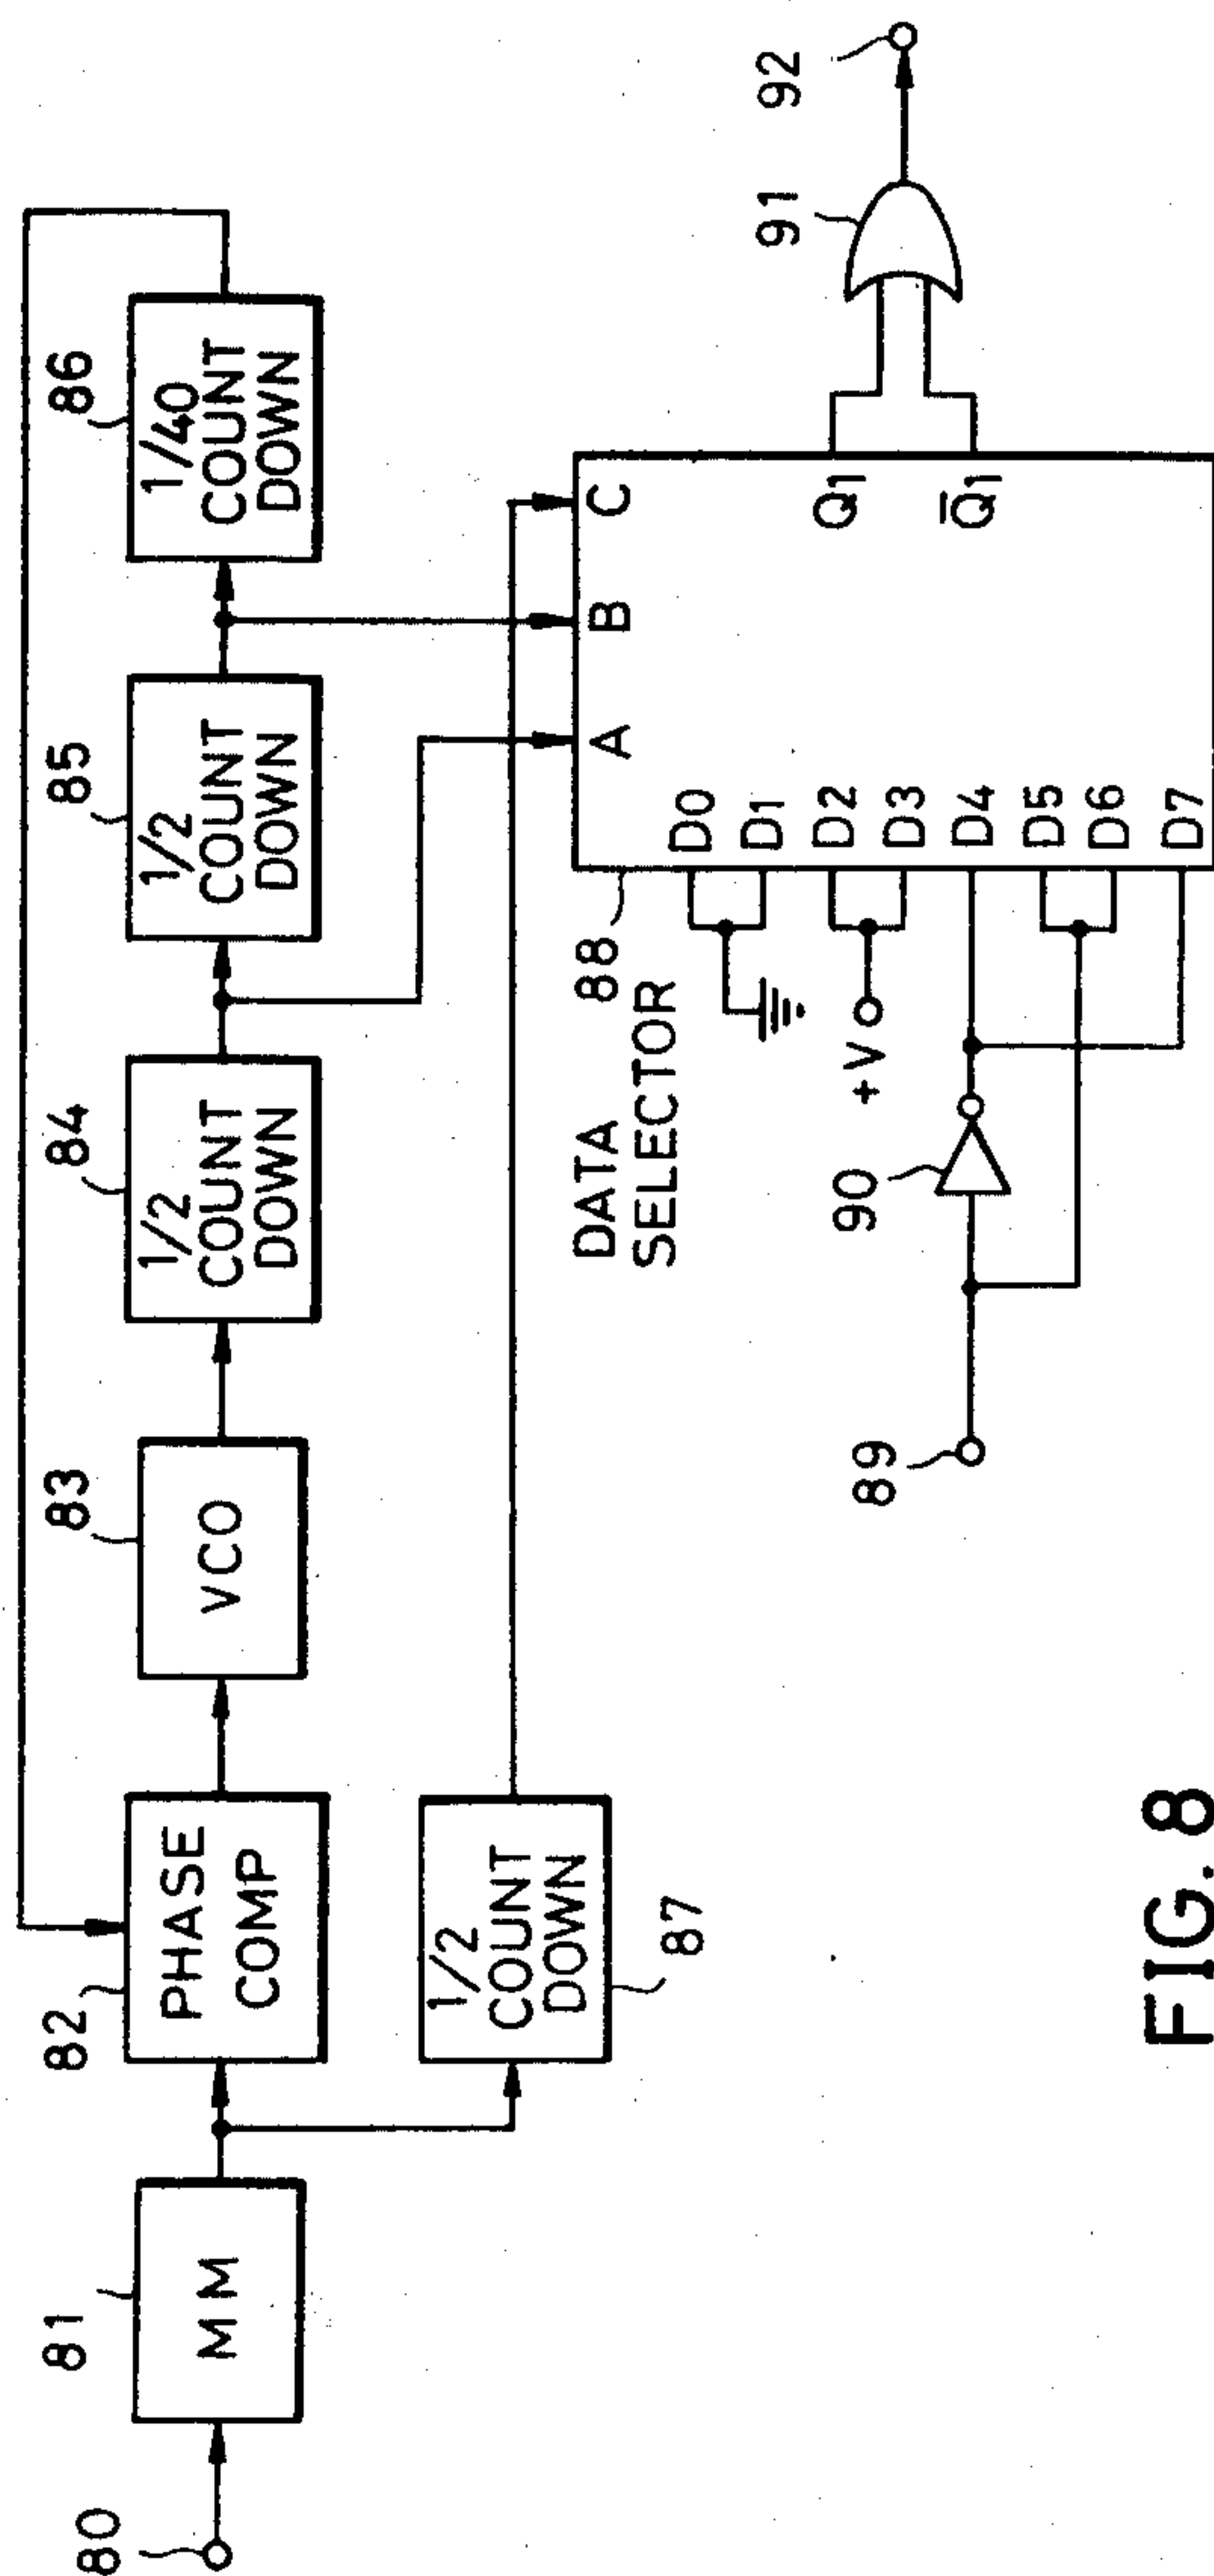 80
81
MM
82
PHASE
COMP
83
VCO
84
1/2
COUNT
DOWN
85
1/2
COUNT
DOWN
86
1/40
COUNT
DOWN
1/2
COUNT
DOWN
87
DATA
SELECTOR
88
A
B
C
D0
D1
D2
D3
D4
D5
D6
D7
Q1
Q̅1
+V
89
90
91
92
FIG. 8